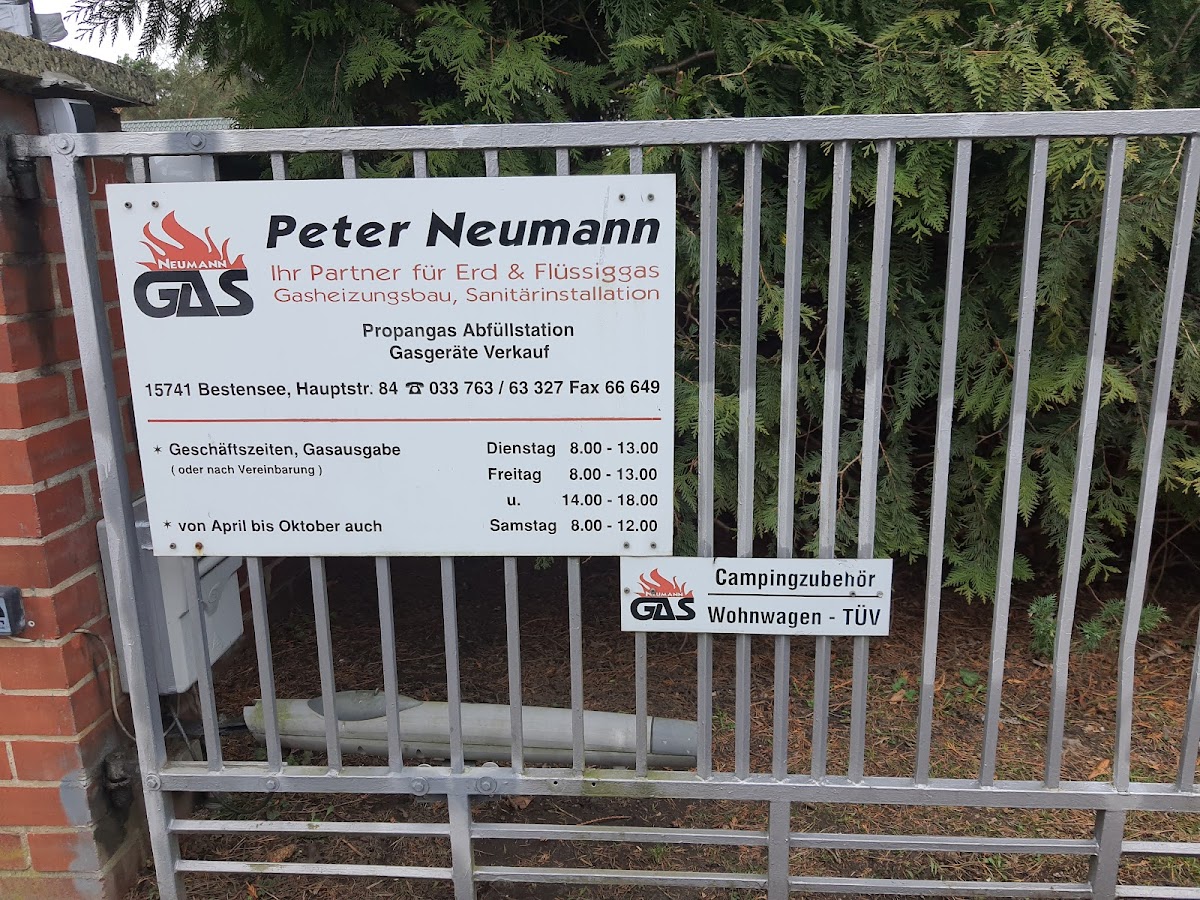 NEUMANN
GAS
Peter Neumann
Ihr Partner für Erd & Flüssiggas
Gasheizungsbau, Sanitärinstallation
Propangas Abfüllstation
Gasgeräte Verkauf
15741 Bestensee, Hauptstr. 84 ☎ 033 763 / 63 327 Fax 66 649
* Geschäftszeiten, Gasausgabe
( oder nach Vereinbarung )
Dienstag 8.00 - 13.00
Freitag 8.00 - 13.00
u. 14.00 - 18.00
* von April bis Oktober auch Samstag 8.00 - 12.00
NEUMANN
GAS
Campingzubehör
Wohnwagen - TÜV